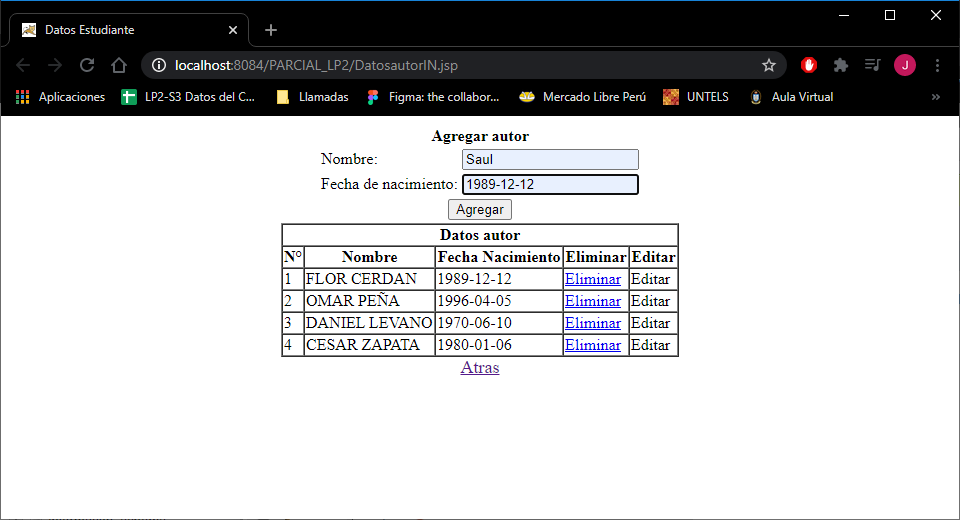 Datos Estudiante
localhost:8084/PARCIAL_LP2/DatosautorIN.jsp
J
Aplicaciones LP2-S3 Datos del C... Llamadas Figma: the collabor... Mercado Libre Perú UNTELS Aula Virtual »
Agregar autor
Nombre: Saul
Fecha de nacimiento: 1989-12-12
Agregar
Datos autor
N° Nombre Fecha Nacimiento Eliminar Editar
1 FLOR CERDAN 1989-12-12 Eliminar Editar
2 OMAR PEÑA 1996-04-05 Eliminar Editar
3 DANIEL LEVANO 1970-06-10 Eliminar Editar
4 CESAR ZAPATA 1980-01-06 Eliminar Editar
Atras